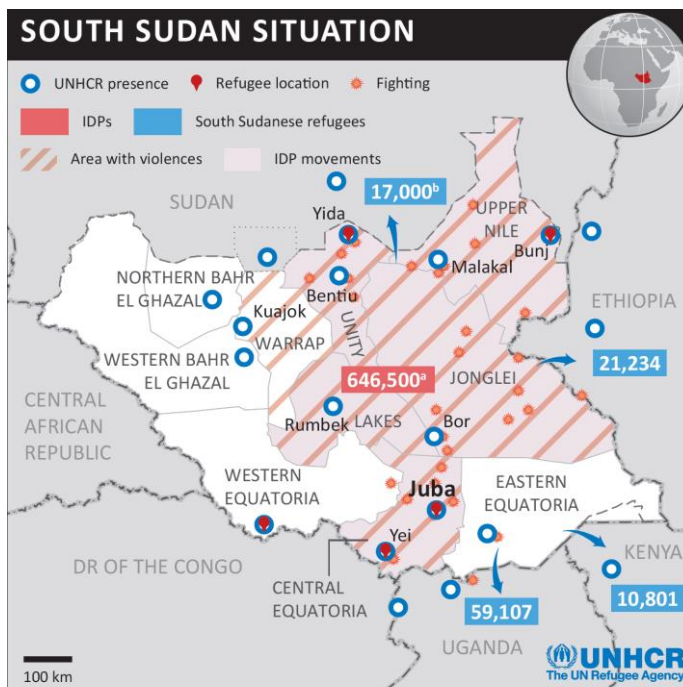 SOUTH SUDAN SITUATION
UNHCR presence
Refugee location
Fighting
IDPs
South Sudanese refugees
Area with violences
IDP movements
SUDAN
17,000ᵇ
Yida
UPPER
NILE
Bunj
Malakal
NORTHERN BAHR
EL GHAZAL
Bentiu
ETHIOPIA
Kuajok
UNITY
WARRAP
WESTERN BAHR
EL GHAZAL
21,234
646,500ᵃ
JONGLEI
CENTRAL
AFRICAN
REPUBLIC
Rumbek
LAKES
Bor
WESTERN
EQUATORIA
Juba
EASTERN
EQUATORIA
Yei
DR OF THE CONGO
KENYA
CENTRAL
EQUATORIA
59,107
10,801
UGANDA
100 km
UNHCR
The UN Refugee Agency